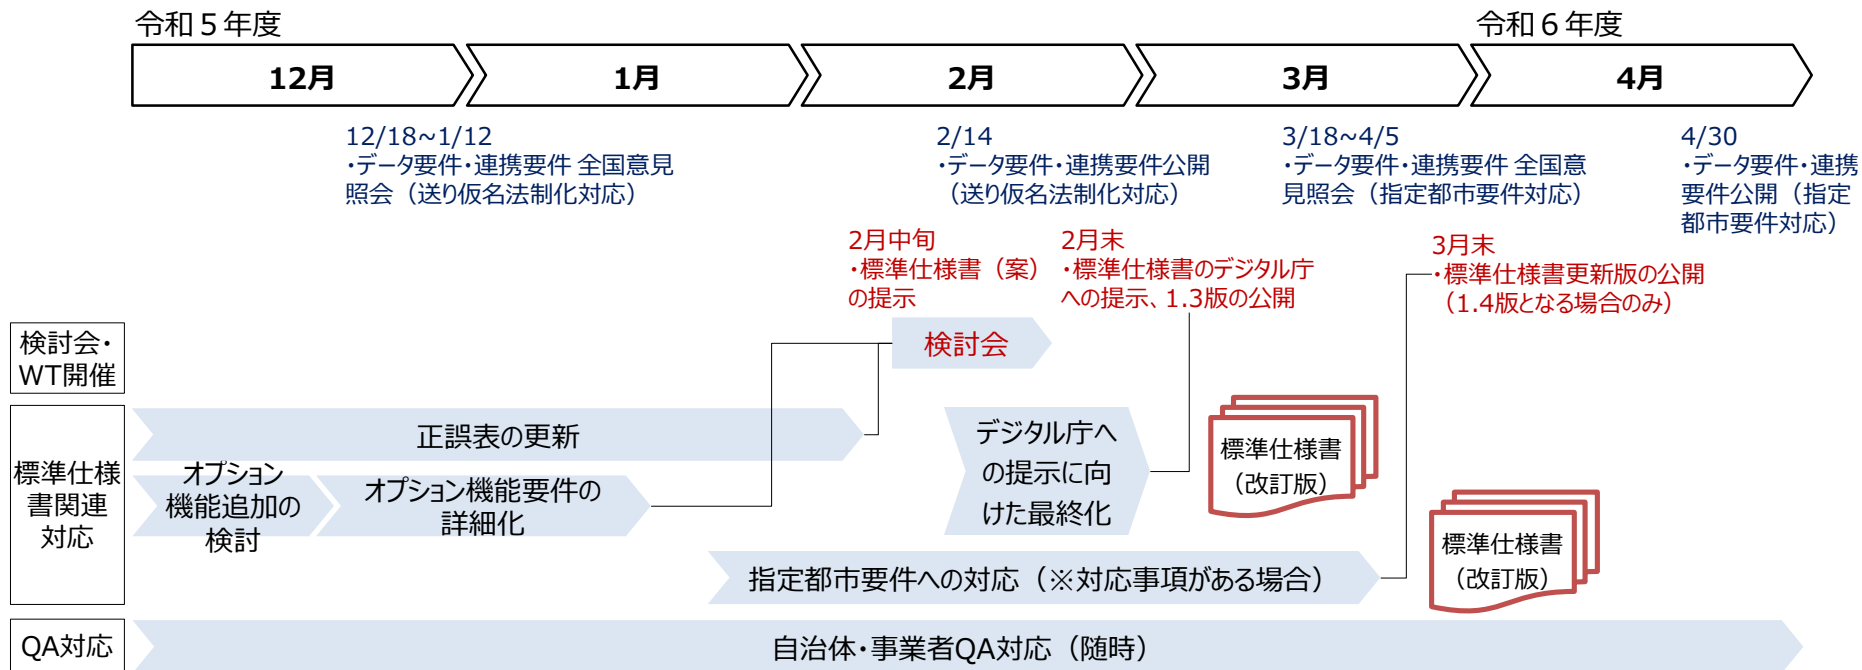 令和５年度
令和６年度
12月
1月
2月
3月
4月
12/18~1/12
・データ要件・連携要件 全国意見
照会（送り仮名法制化対応）
2/14
・データ要件・連携要件公開
（送り仮名法制化対応）
3/18~4/5
・データ要件・連携要件 全国意
見照会（指定都市要件対応）
4/30
・データ要件・連携
要件公開（指定
都市要件対応）
2月中旬
・標準仕様書（案）
の提示
2月末
・標準仕様書のデジタル庁
への提示、1.3版の公開
3月末
・標準仕様書更新版の公開
（1.4版となる場合のみ）
検討会・
WT開催
検討会
標準仕様
書関連
対応
正誤表の更新
オプション
機能追加の
検討
オプション機能要件の
詳細化
デジタル庁へ
の提示に向
けた最終化
標準仕様書
（改訂版）
指定都市要件への対応（※対応事項がある場合）
標準仕様書
（改訂版）
QA対応
自治体・事業者QA対応（随時）